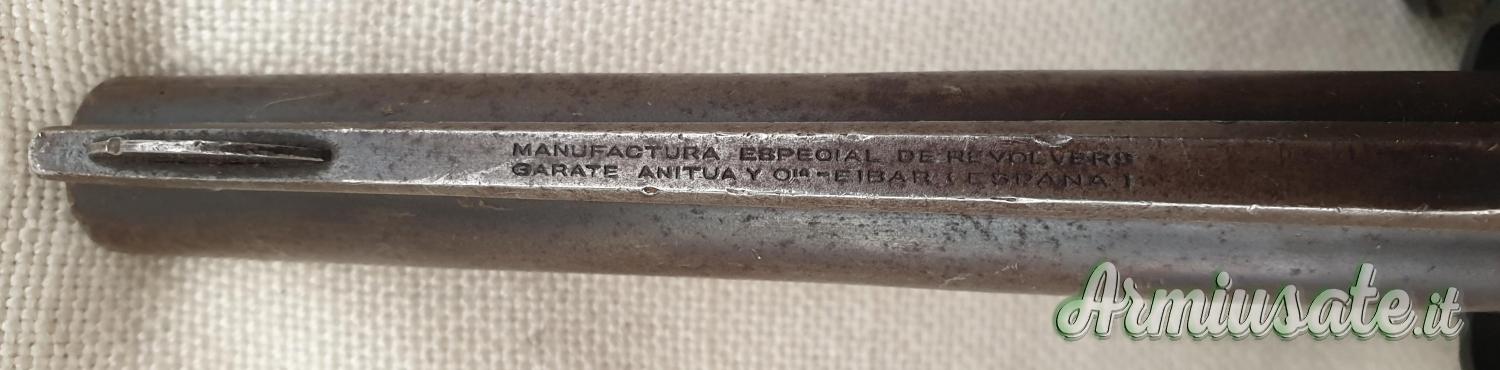 MANUFACTURA ESPECIAL DE REVOLVERS
GARATE ANITUA Y Cia - EIBAR (ESPAÑA)
Armiusate.it